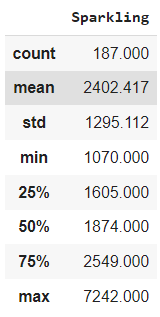 Sparkling
count 187.000
mean 2402.417
std 1295.112
min 1070.000
25% 1605.000
50% 1874.000
75% 2549.000
max 7242.000